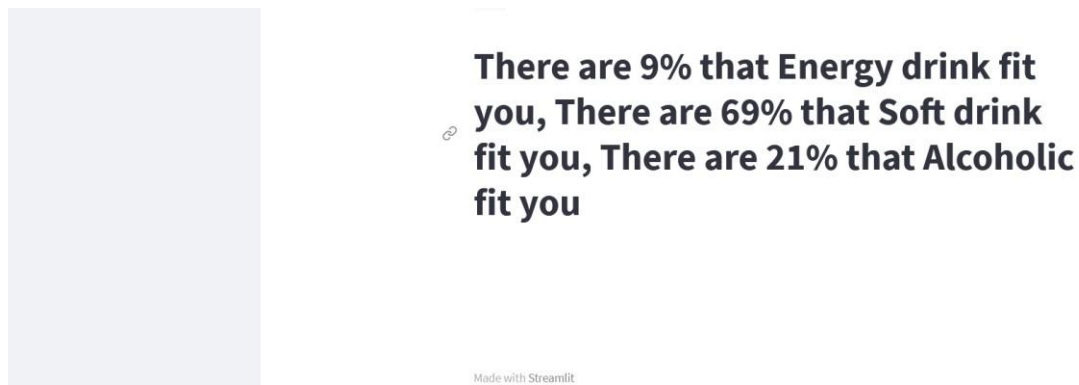 There are 9% that Energy drink fit
you, There are 69% that Soft drink
fit you, There are 21% that Alcoholic
fit you
Made with Streamlit